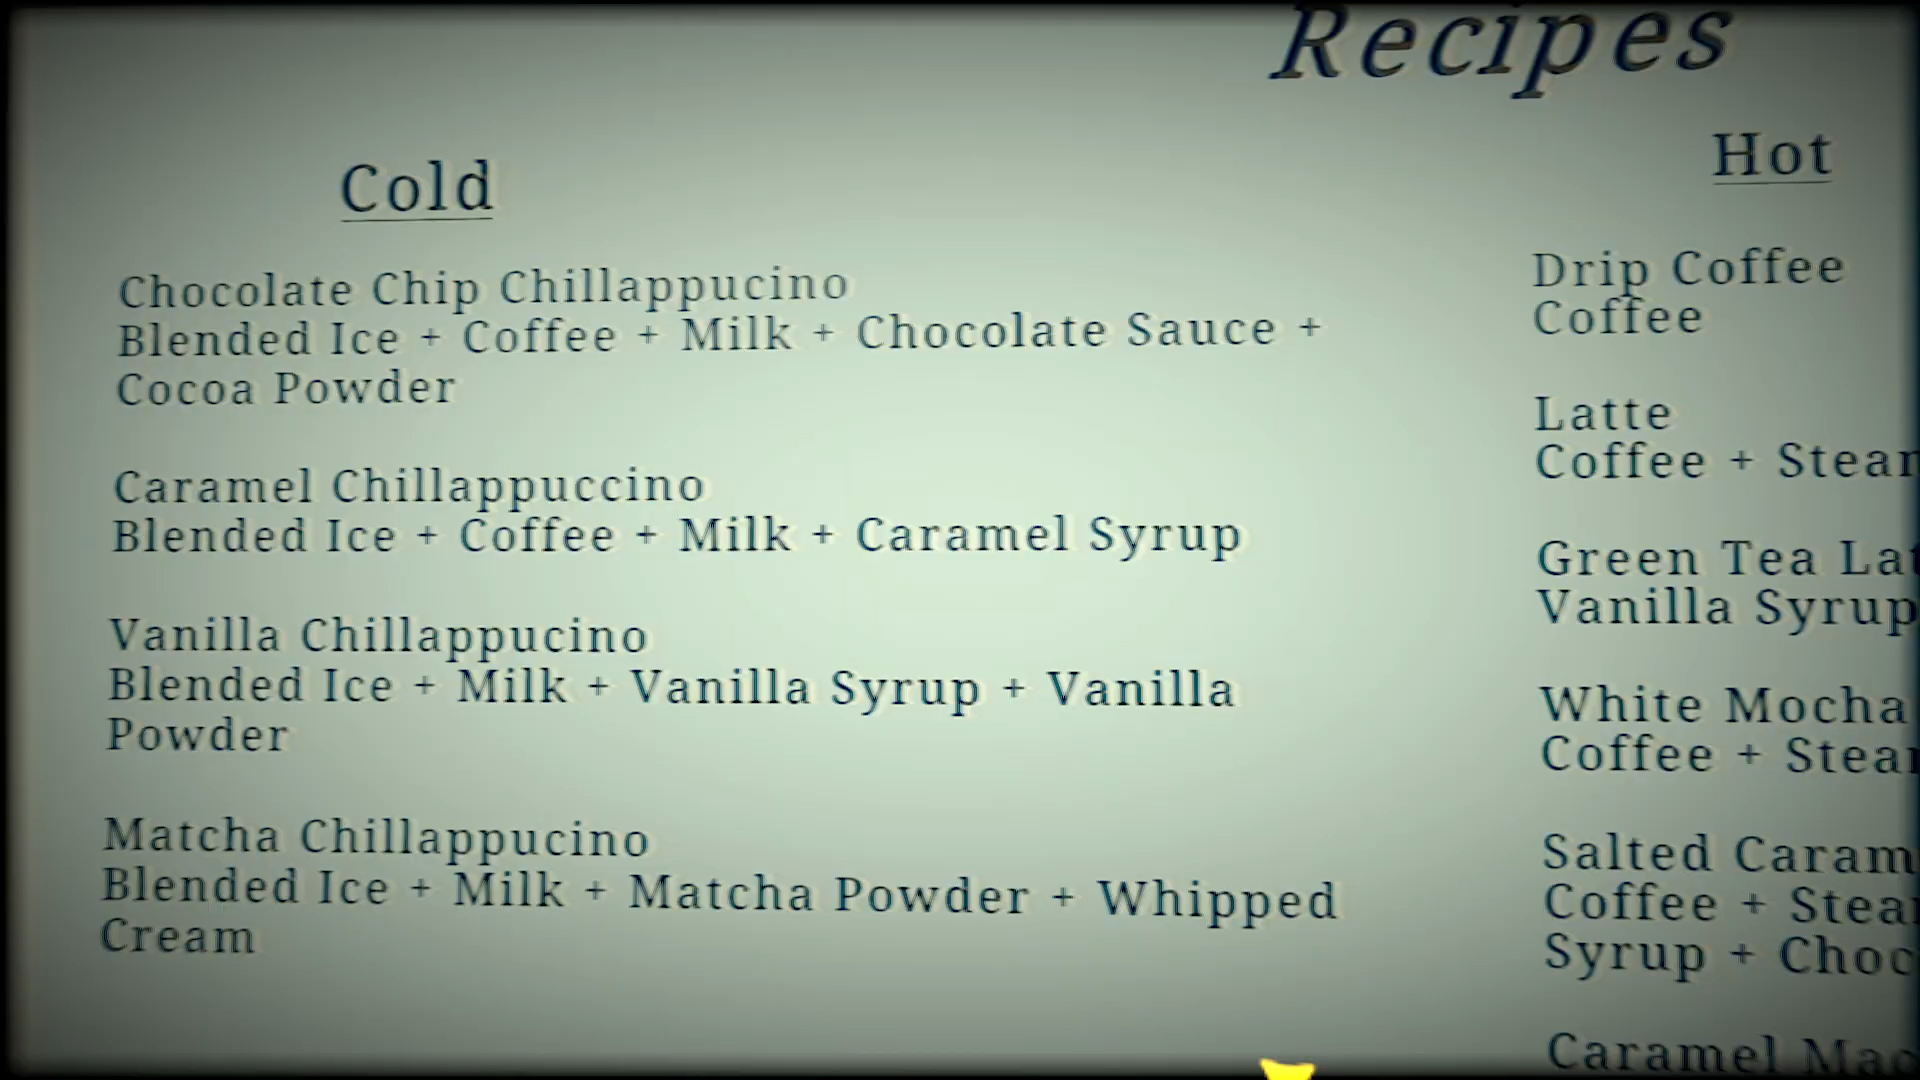 Recipes
Cold
Chocolate Chip Chillappucino
Blended Ice + Coffee + Milk + Chocolate Sauce +
Cocoa Powder
Caramel Chillappuccino
Blended Ice + Coffee + Milk + Caramel Syrup
Vanilla Chillappucino
Blended Ice + Milk + Vanilla Syrup + Vanilla
Powder
Matcha Chillappucino
Blended Ice + Milk + Matcha Powder + Whipped
Cream
Hot
Drip Coffee
Coffee
Latte
Coffee +
Green Tea
Vanilla Syrup
White Mocha
Coffee +
Salted
Coffee +
Syrup +
Caramel